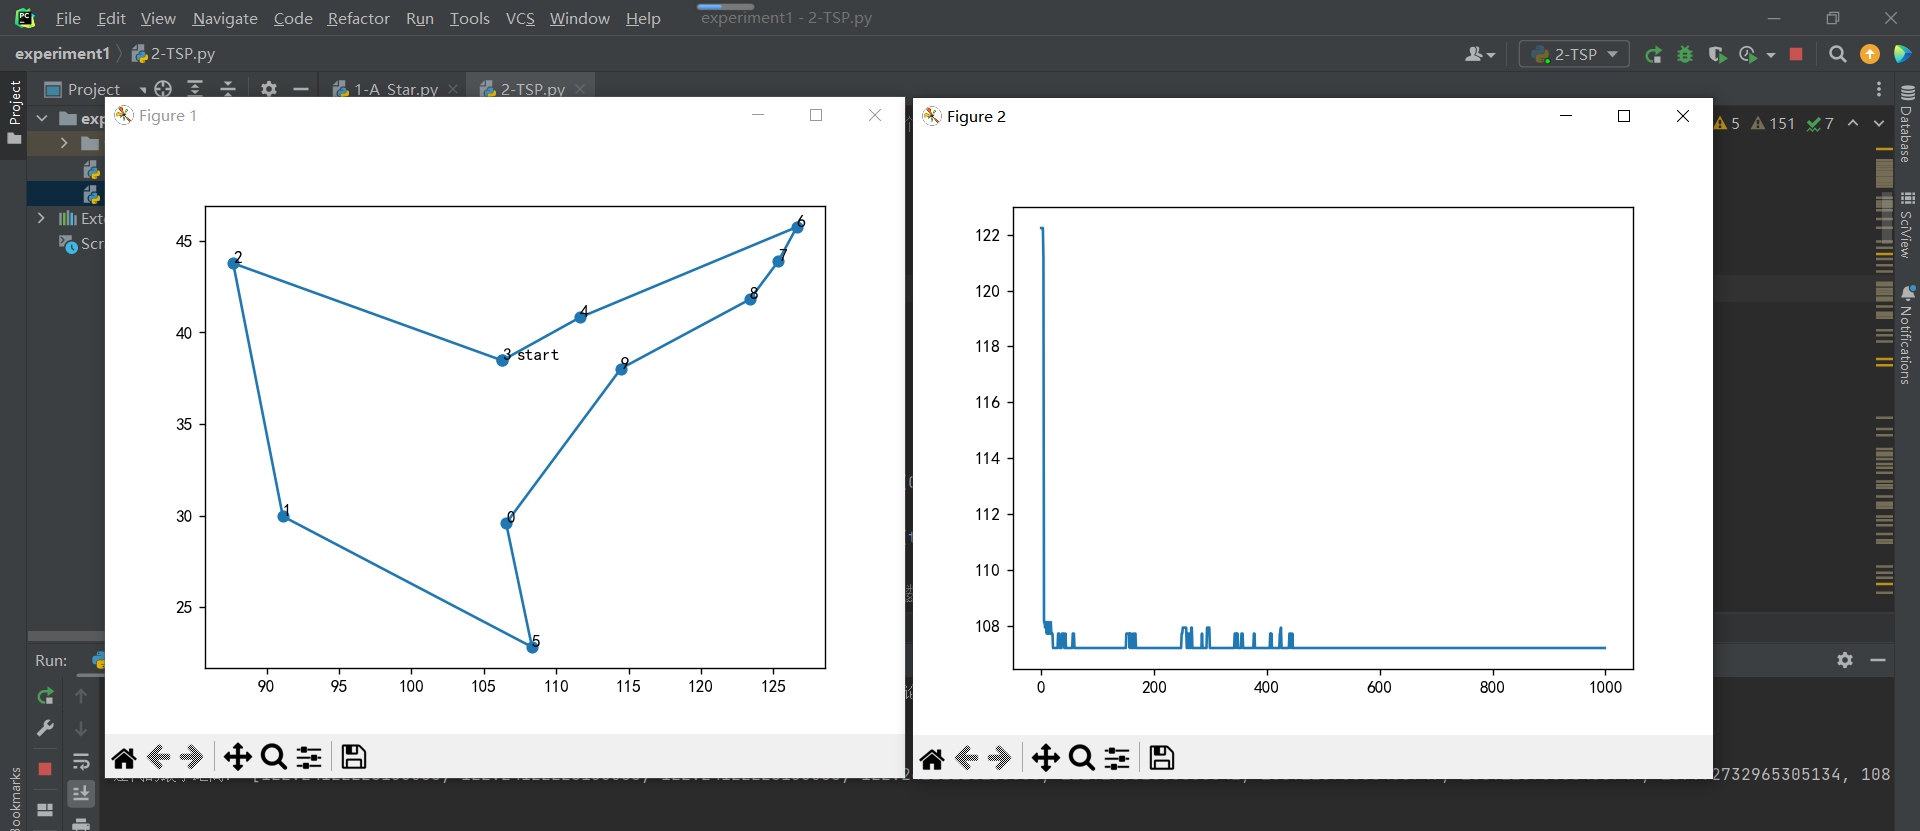 File Edit View Navigate Code Refactor Run Tools VCS Window Help experiment1 - 2-TSP.py
experiment1 2-TSP.py 2-TSP
Project 1-A_Star.py 2-TSP.py
Project
exp
Exte
Scr
5 151 7
Database
SciView
Notifications
Figure 1
45
40
35
30
25
90 95 100 105 110 115 120 125
2
6
7
8
4
3 start
9
1
0
5
Figure 2
122
120
118
116
114
112
110
108
0 200 400 600 800 1000
Run:
Bookmarks
2732965305134, 108